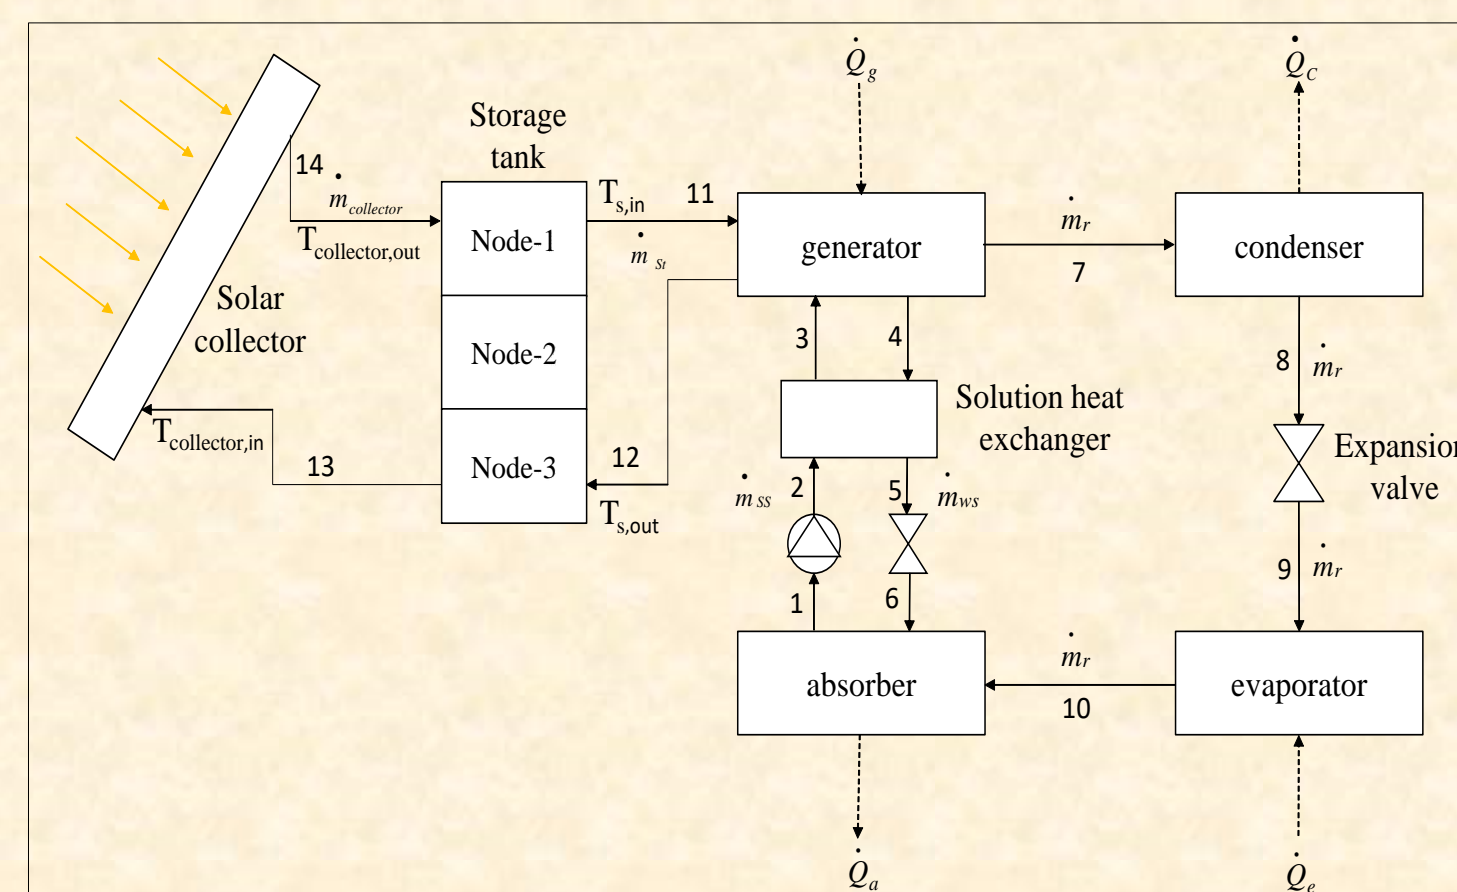 Q̇g
Q̇C
Storage
tank
14
ṁcollector
Tcollector,out
Ts,in
11
ṁSt
Node-1
generator
ṁr
7
condenser
Solar
collector
3
4
8
ṁr
Node-2
Solution heat
exchanger
Tcollector,in
13
Node-3
12
Ts,out
Expansion
valve
ṁSS
2
5
ṁws
9
ṁr
1
6
absorber
ṁr
10
evaporator
Q̇a
Q̇e